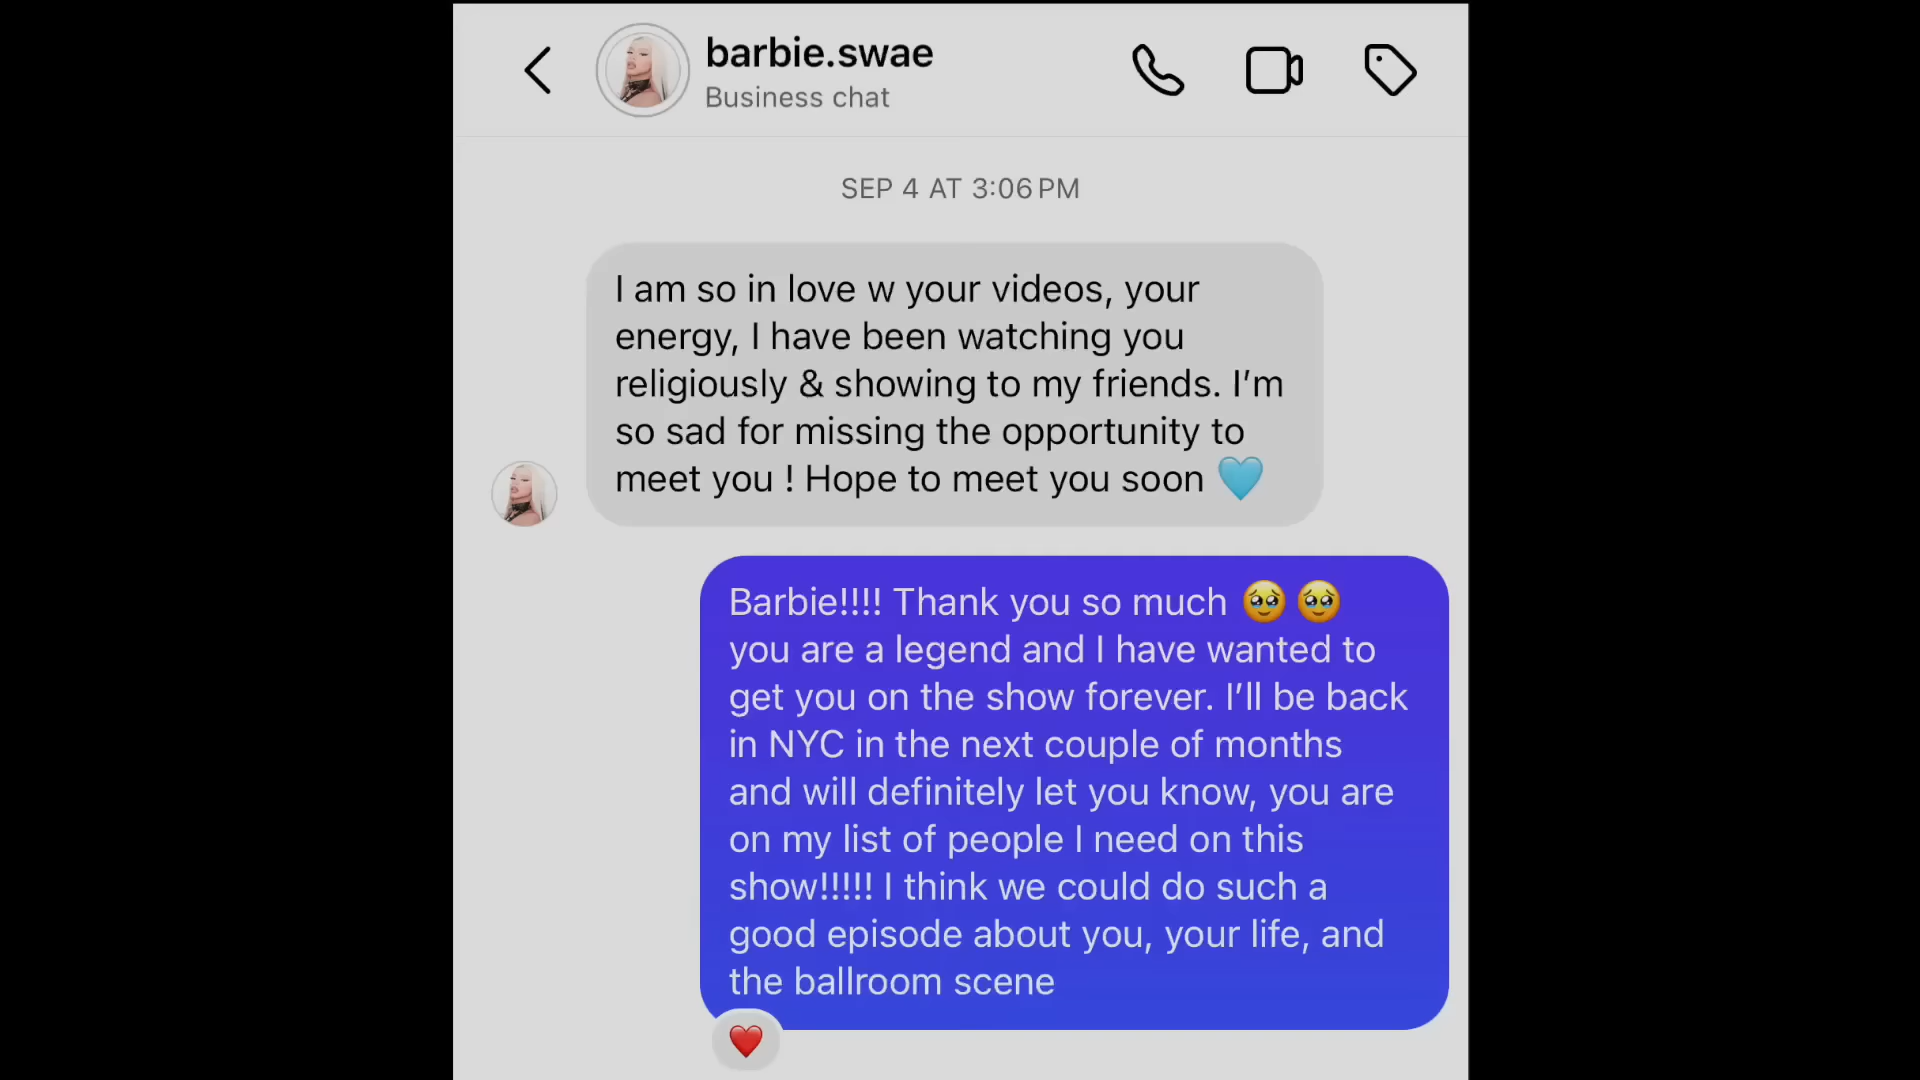 barbie.swae
Business chat
SEP 4 AT 3:06 PM
I am so in love w your videos, your
energy, I have been watching you
religiously & showing to my friends. I’m
so sad for missing the opportunity to
meet you ! Hope to meet you soon 🩵
Barbie!!!! Thank you so much 🥹🥹
you are a legend and I have wanted to
get you on the show forever. I’ll be back
in NYC in the next couple of months
and will definitely let you know, you are
on my list of people I need on this
show!!!!! I think we could do such a
good episode about you, your life, and
the ballroom scene
❤️